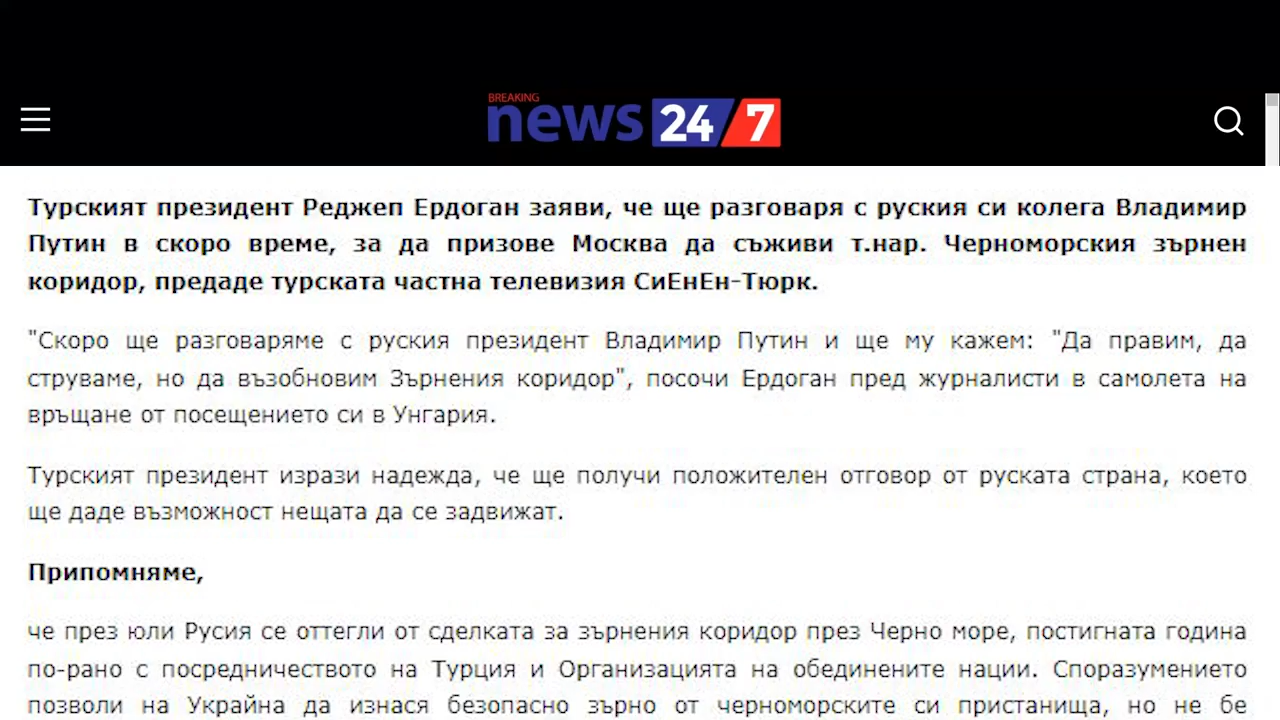 BREAKING
news 24 7
Турският президент Реджеп Ердоган заяви, че ще разговаря с руския си колега Владимир
Путин в скоро време, за да призове Москва да съживи т.нар. Черноморския зърнен
коридор, предаде турската частна телевизия СиЕнЕн-Тюрк.
"Скоро ще разговаряме с руския президент Владимир Путин и ще му кажем: "Да правим, да
струваме, но да възобновим Зърнения коридор", посочи Ердоган пред журналисти в самолета на
връщане от посещението си в Унгария.
Турският президент изрази надежда, че ще получи положителен отговор от руската страна, което
ще даде възможност нещата да се задвижат.
Припомняме,
че през юли Русия се оттегли от сделката за зърнения коридор през Черно море, постигната година
по-рано с посредничеството на Турция и Организацията на обединените нации. Споразумението
позволи на Украйна да изнася безопасно зърно от черноморските си пристанища, но не бе